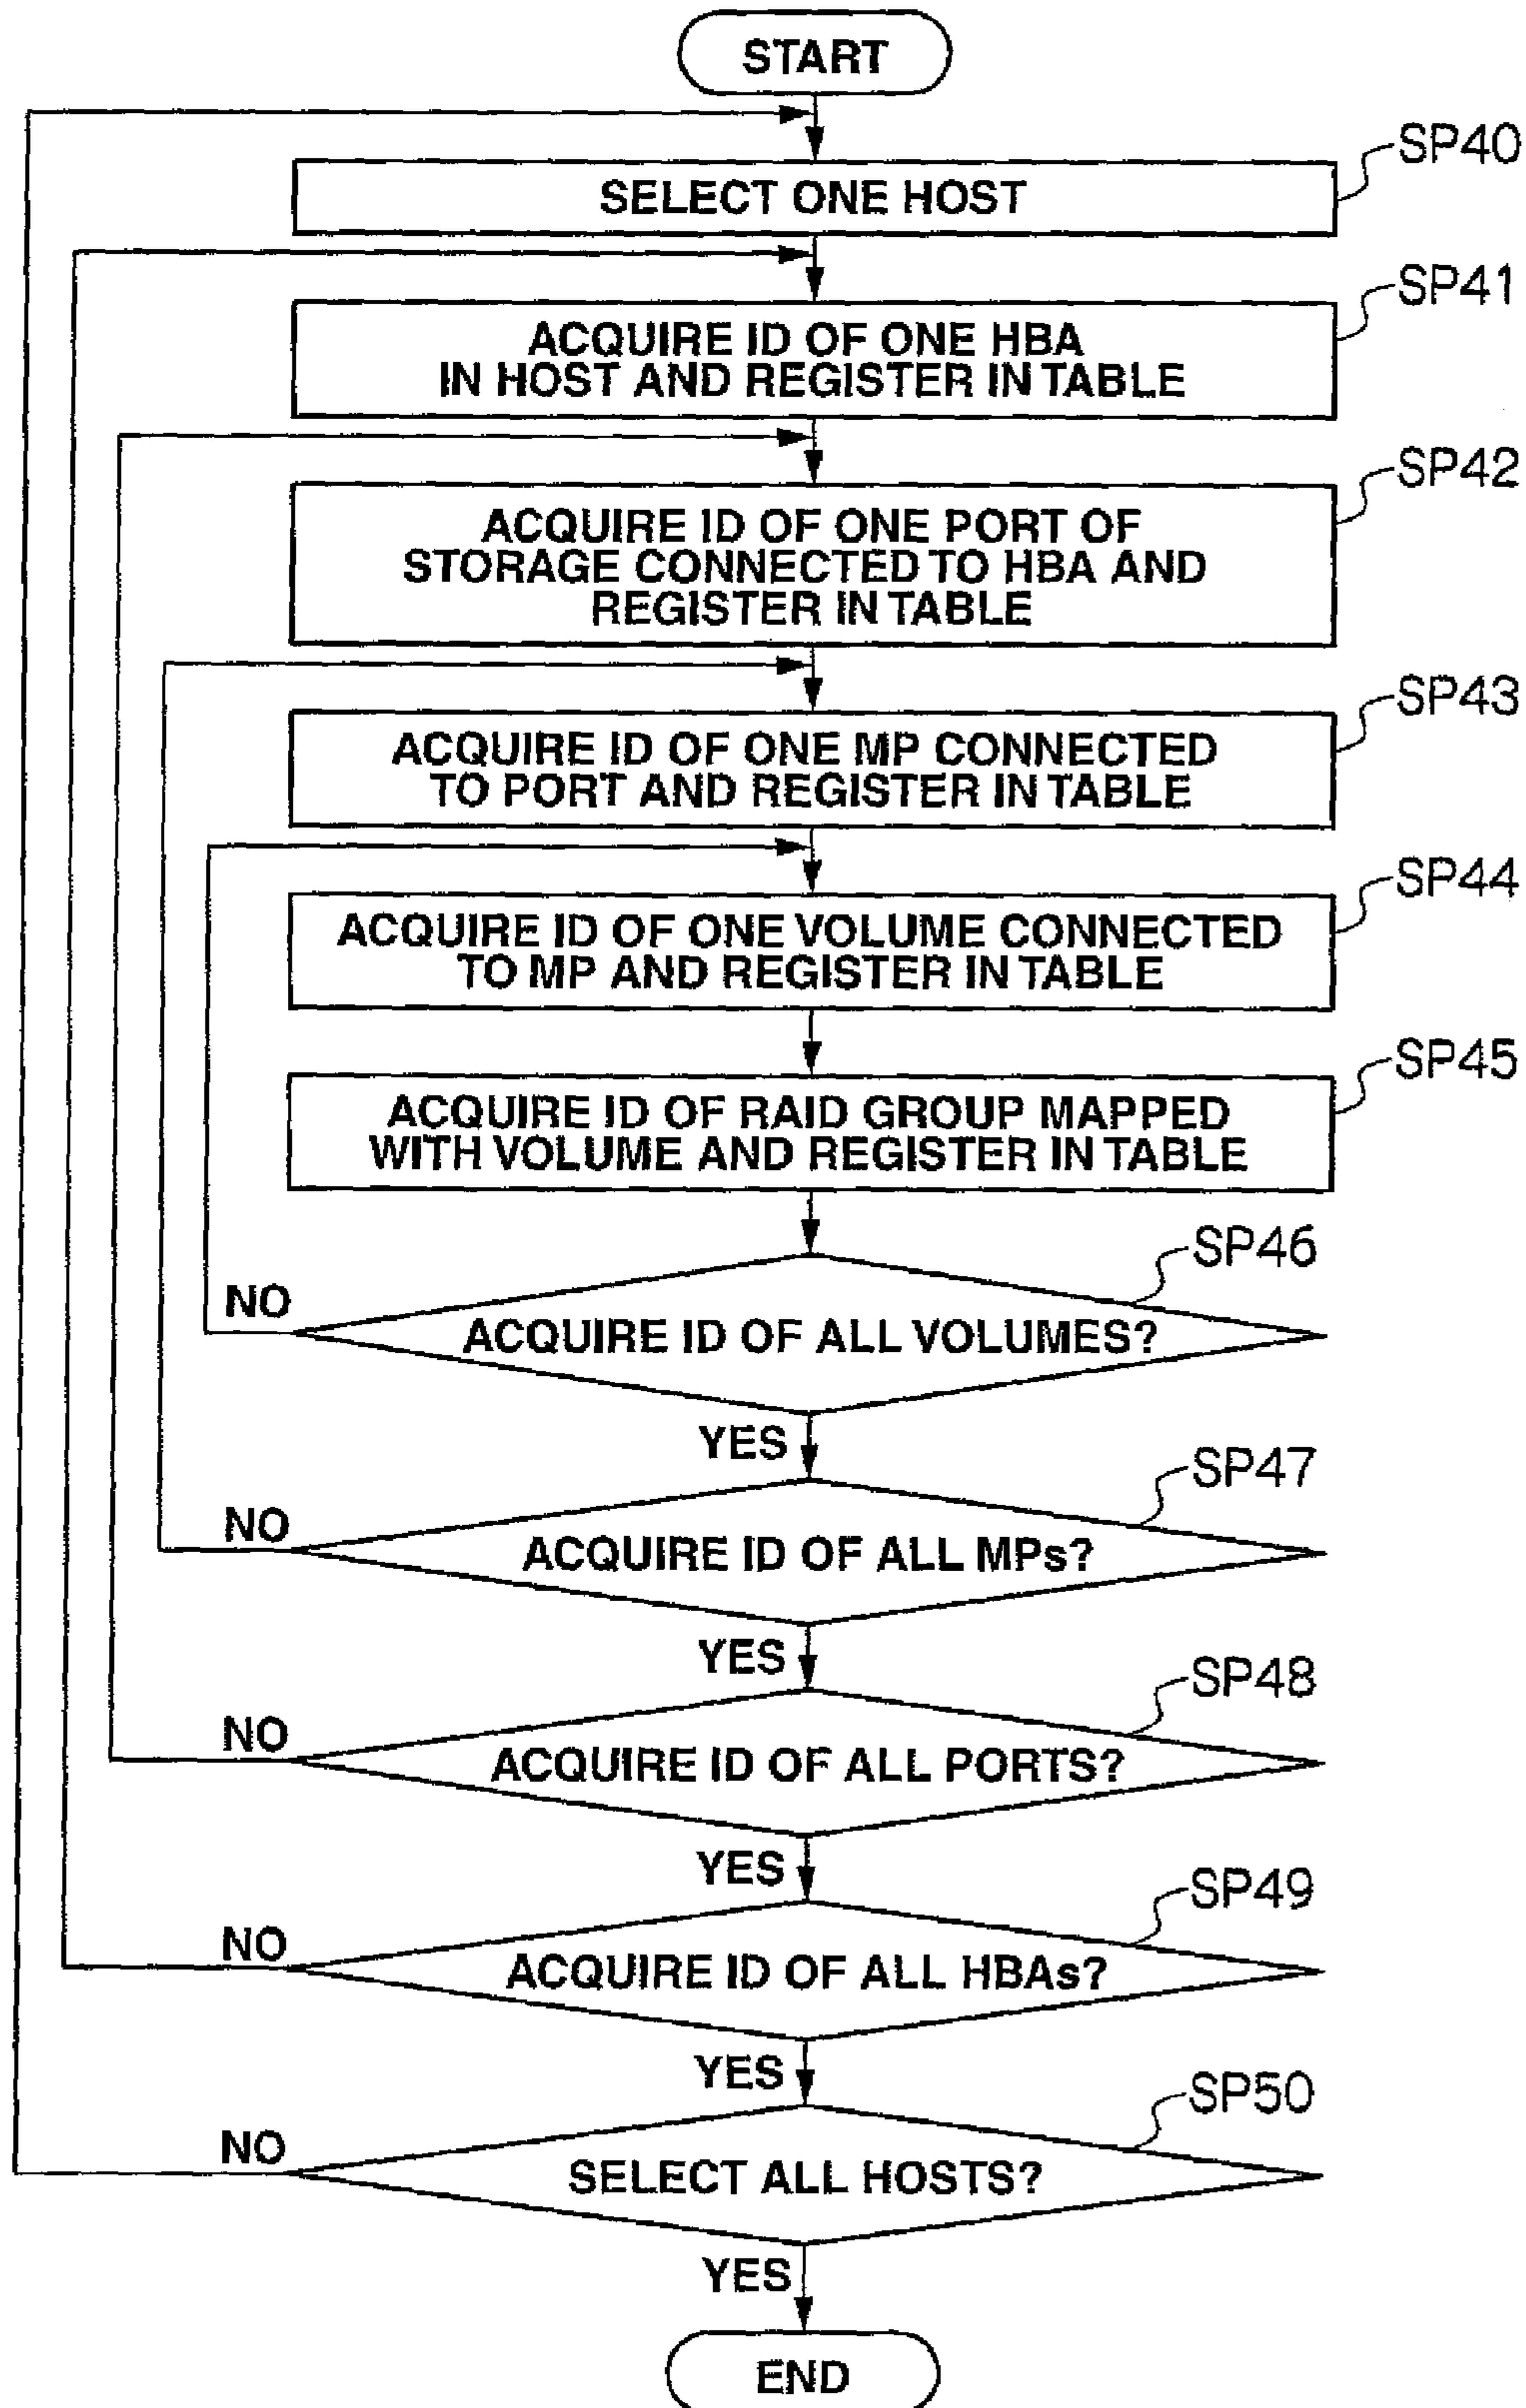 START
SP40
SELECT ONE HOST
SP41
ACQUIRE ID OF ONE HBA
IN HOST AND REGISTER IN TABLE
SP42
ACQUIRE ID OF ONE PORT OF
STORAGE CONNECTED TO HBA AND
REGISTER IN TABLE
SP43
ACQUIRE ID OF ONE MP CONNECTED
TO PORT AND REGISTER IN TABLE
SP44
ACQUIRE ID OF ONE VOLUME CONNECTED
TO MP AND REGISTER IN TABLE
SP45
ACQUIRE ID OF RAID GROUP MAPPED
WITH VOLUME AND REGISTER IN TABLE
SP46
NO
ACQUIRE ID OF ALL VOLUMES?
YES
SP47
NO
ACQUIRE ID OF ALL MPs?
YES
SP48
NO
ACQUIRE ID OF ALL PORTS?
YES
SP49
NO
ACQUIRE ID OF ALL HBAs?
YES
SP50
NO
SELECT ALL HOSTS?
YES
END